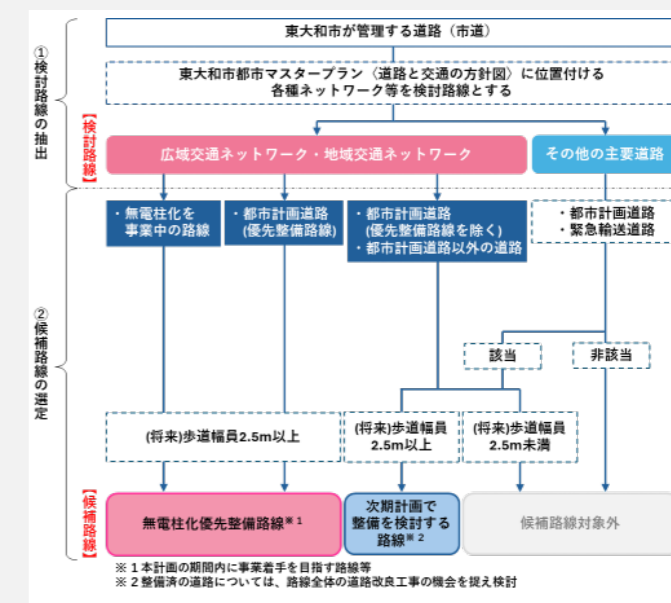 東大和市が管理する道路（市道）
①検討路線の抽出
東大和市都市マスタープラン〈道路と交通の方針図〉に位置付ける
各種ネットワーク等を検討路線とする
【検討路線】
広域交通ネットワーク・地域交通ネットワーク
その他の主要道路
・無電柱化を
事業中の路線
・都市計画道路
(優先整備路線)
・都市計画道路
(優先整備路線を除く)
・都市計画道路以外の道路
・都市計画道路
・緊急輸送道路
②候補路線の選定
該当
非該当
(将来)歩道幅員2.5m以上
(将来)歩道幅員
2.5m以上
(将来)歩道幅員
2.5m未満
【候補路線】
無電柱化優先整備路線※1
次期計画で
整備を検討する
路線※2
候補路線対象外
※１本計画の期間内に事業着手を目指す路線等
※２整備済の道路については、路線全体の道路改良工事の機会を捉え検討